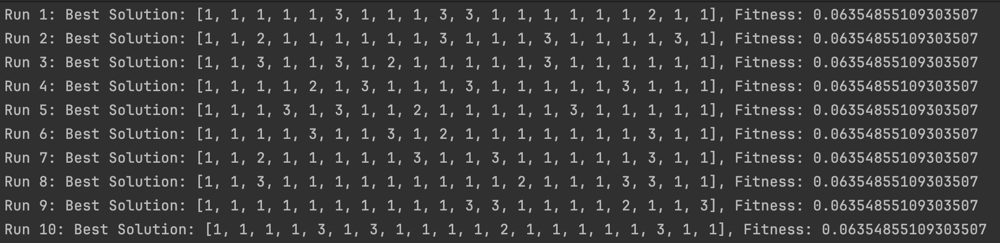 Run 1: Best Solution: [1, 1, 1, 1, 1, 3, 1, 1, 1, 3, 3, 1, 1, 1, 1, 1, 1, 2, 1, 1], Fitness: 0.06354855109303507
Run 2: Best Solution: [1, 1, 2, 1, 1, 1, 1, 1, 1, 3, 1, 1, 1, 3, 1, 1, 1, 1, 3, 1], Fitness: 0.06354855109303507
Run 3: Best Solution: [1, 1, 3, 1, 1, 3, 1, 2, 1, 1, 1, 1, 1, 3, 1, 1, 1, 1, 1, 1], Fitness: 0.06354855109303507
Run 4: Best Solution: [1, 1, 1, 1, 2, 1, 3, 1, 1, 1, 3, 1, 1, 1, 1, 1, 3, 1, 1, 1], Fitness: 0.06354855109303507
Run 5: Best Solution: [1, 1, 1, 3, 1, 3, 1, 1, 2, 1, 1, 1, 1, 1, 3, 1, 1, 1, 1, 1], Fitness: 0.06354855109303507
Run 6: Best Solution: [1, 1, 1, 1, 3, 1, 1, 3, 1, 2, 1, 1, 1, 1, 1, 1, 1, 3, 1, 1], Fitness: 0.06354855109303507
Run 7: Best Solution: [1, 1, 2, 1, 1, 1, 1, 1, 3, 1, 1, 3, 1, 1, 1, 1, 1, 3, 1, 1], Fitness: 0.06354855109303507
Run 8: Best Solution: [1, 1, 3, 1, 1, 1, 1, 1, 1, 1, 1, 1, 2, 1, 1, 1, 3, 3, 1, 1], Fitness: 0.06354855109303507
Run 9: Best Solution: [1, 1, 1, 1, 1, 1, 1, 1, 1, 1, 3, 3, 1, 1, 1, 1, 2, 1, 1, 3], Fitness: 0.06354855109303507
Run 10: Best Solution: [1, 1, 1, 1, 3, 1, 3, 1, 1, 1, 1, 2, 1, 1, 1, 1, 1, 3, 1, 1], Fitness: 0.06354855109303507